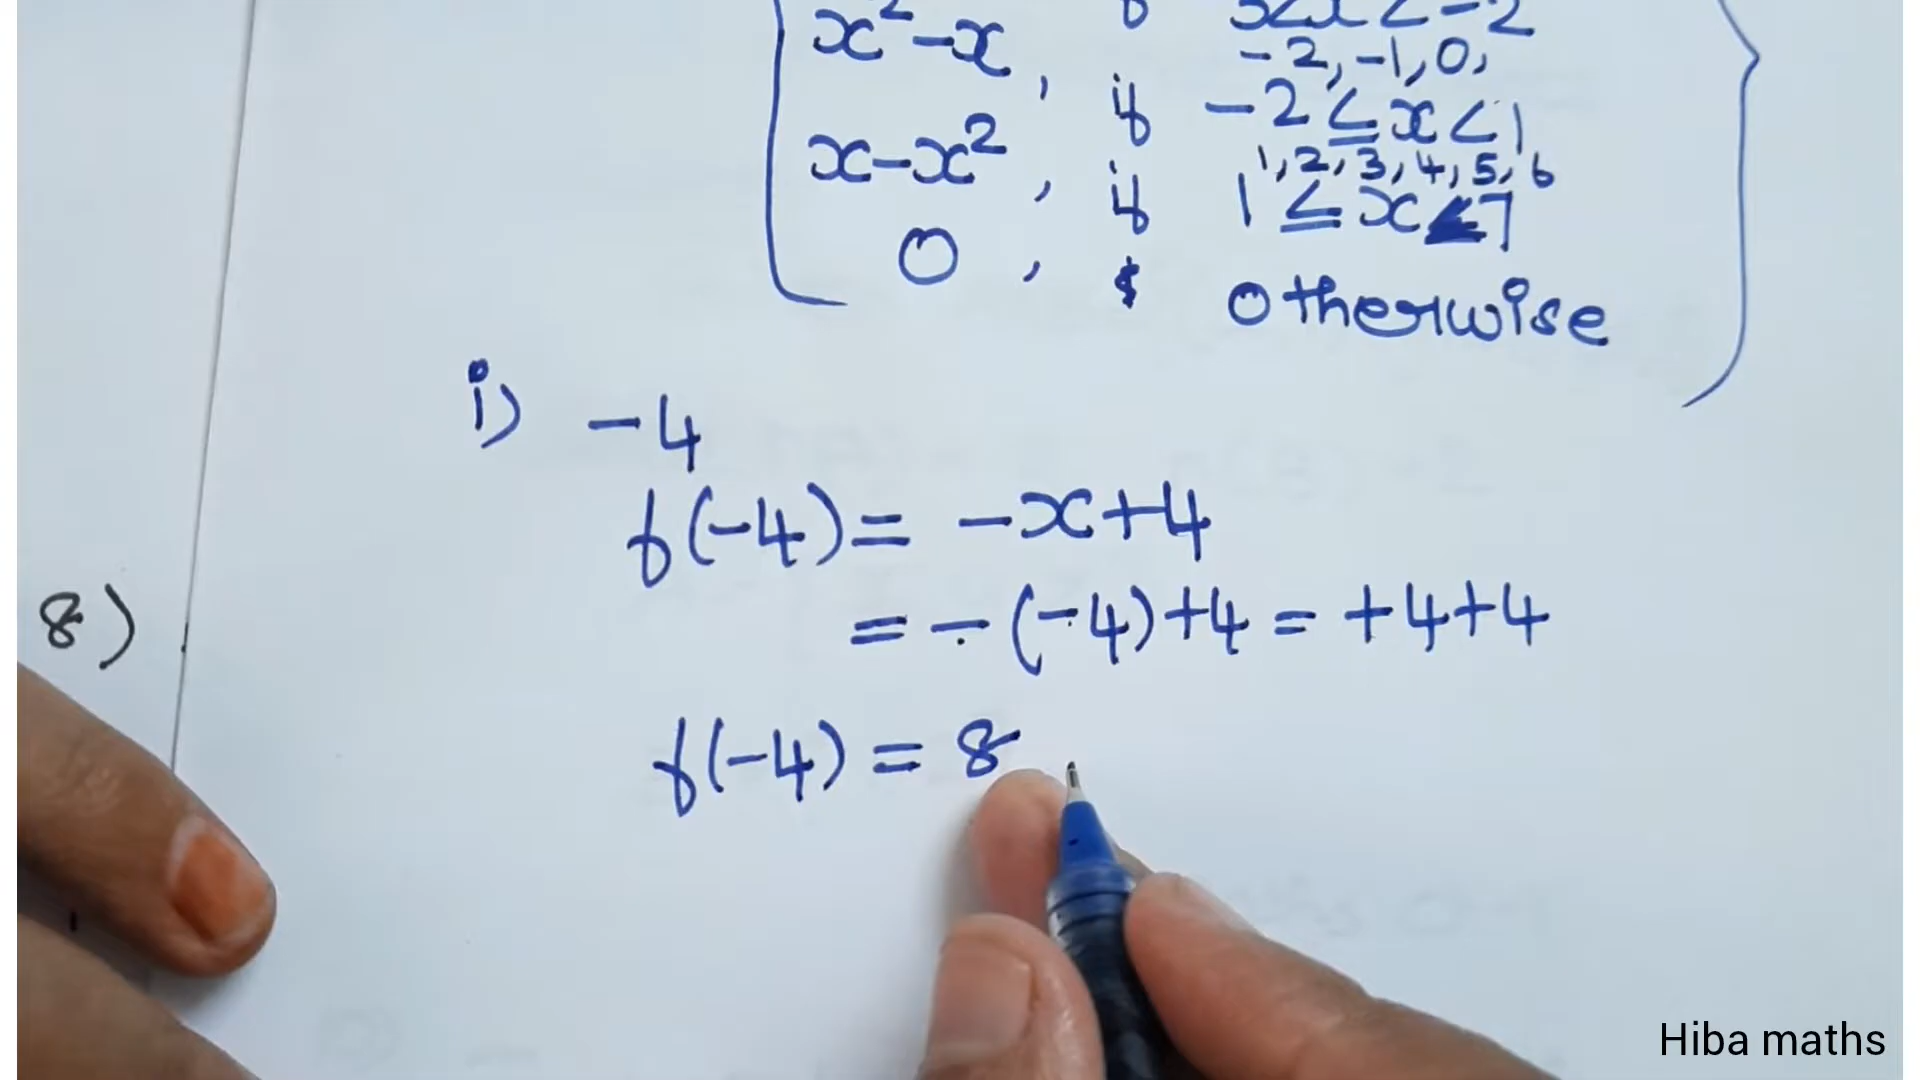 x²-x, if -2≤x<1
-2,-1,0,
x-x², if 1≤x<7
1,2,3,4,5,6
0, otherwise
i) -4
f(-4)= -x+4
= -(-4)+4 = +4+4
8)
f(-4) = 8
Hiba maths